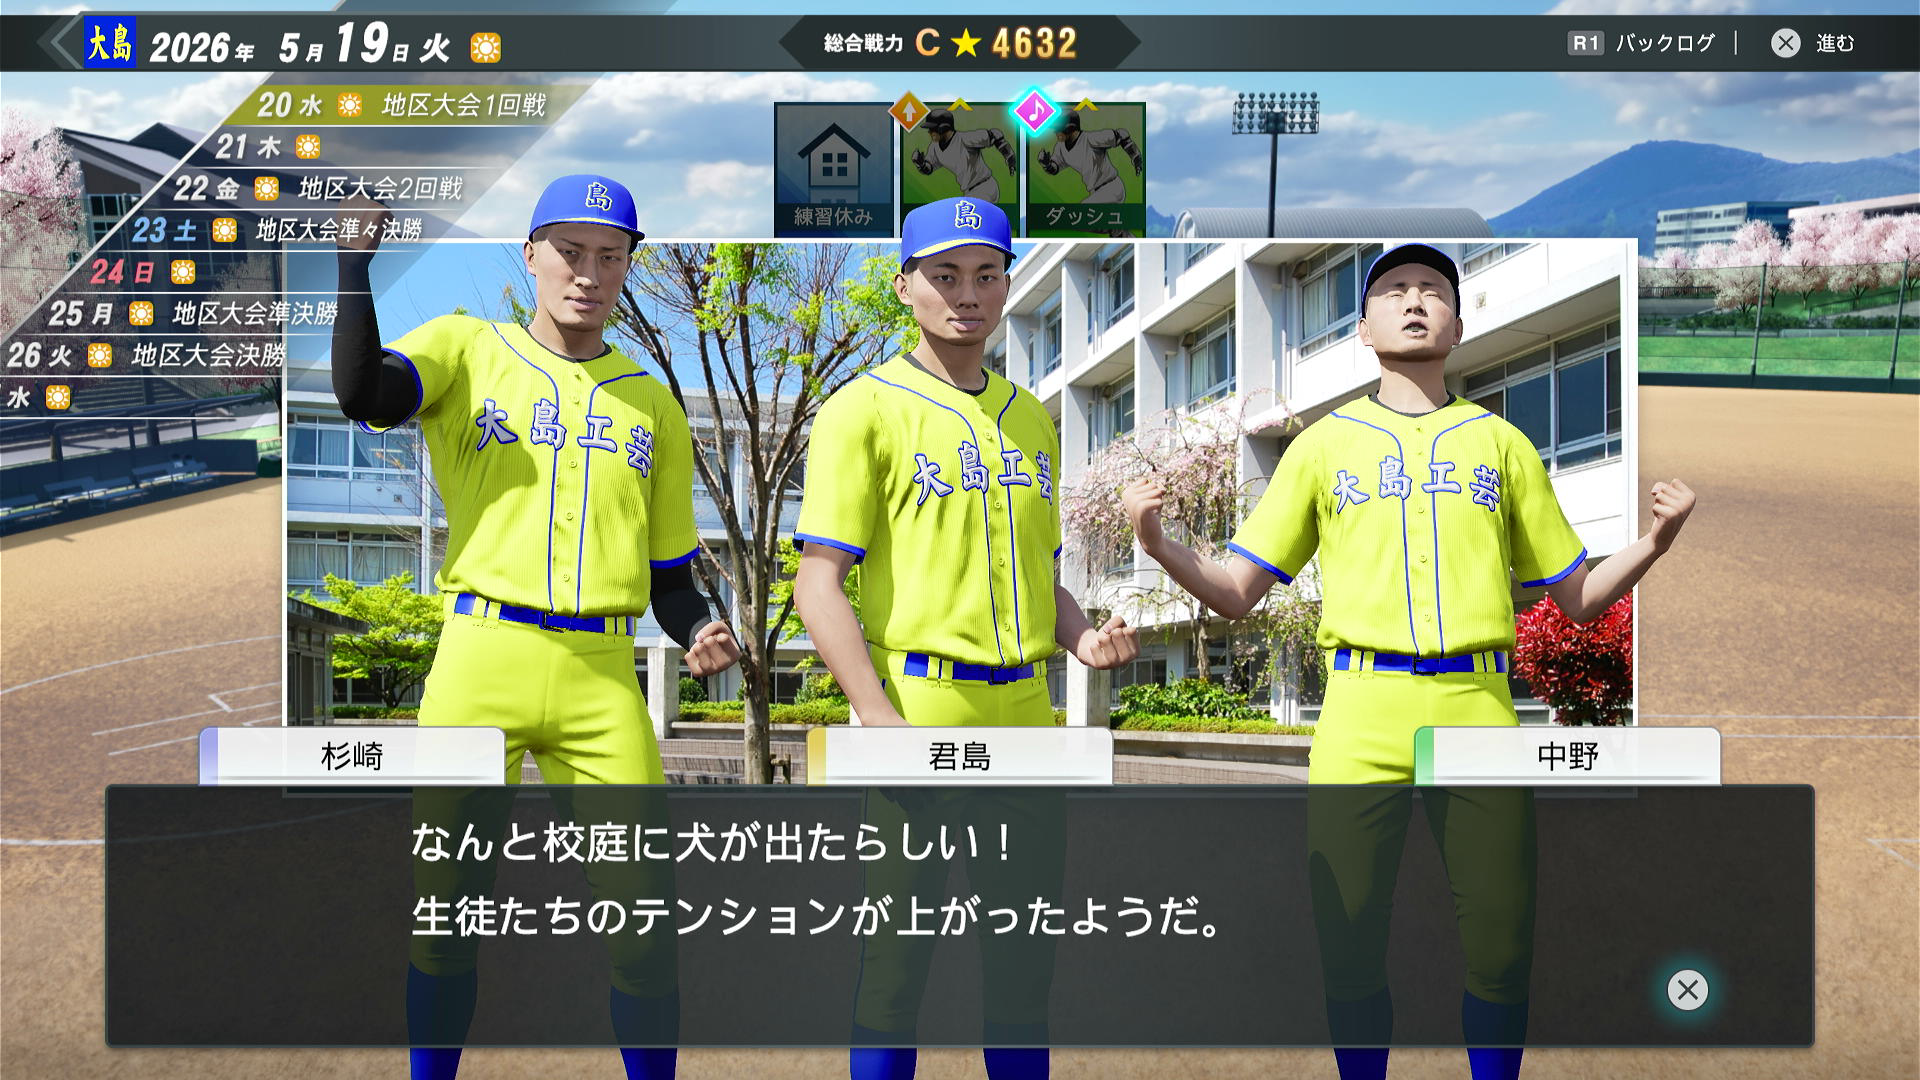 大島 2026年 5月19日 火
総合戦力 C ★ 4632
R1 バックログ | 進む
20 水 地区大会1回戦
21 木
22 金 地区大会2回戦
23 土 地区大会準々決勝
24 日
25 月 地区大会準決勝
26 火 地区大会決勝
水
練習休み
ダッシュ
島
島
大島工芸
大島工芸
大島工芸
杉崎
君島
中野
なんと校庭に犬が出たらしい！
生徒たちのテンションが上がったようだ。